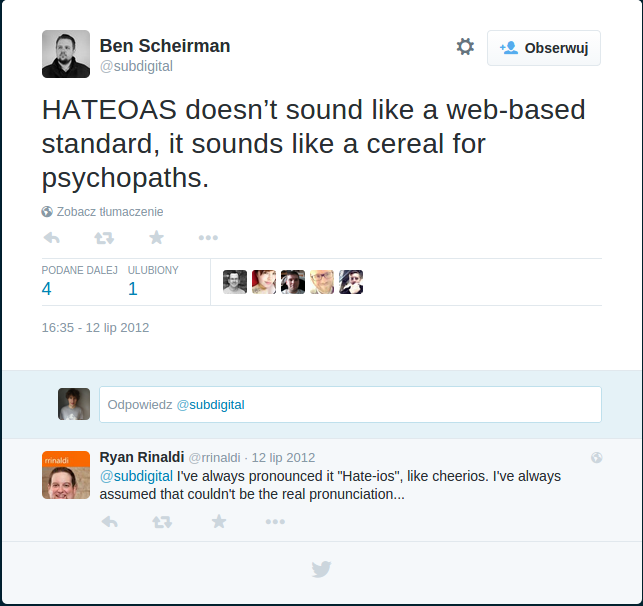 Ben Scheirman
@subdigital
Obserwuj
HATEOAS doesn’t sound like a web-based
standard, it sounds like a cereal for
psychopaths.
Zobacz tłumaczenie
PODANE DALEJ ULUBIONY
4 1
16:35 - 12 lip 2012
Odpowiedz @subdigital
rrinaldi
Ryan Rinaldi @rrinaldi · 12 lip 2012
@subdigital I've always pronounced it "Hate-ios", like cheerios. I've always
assumed that couldn't be the real pronunciation...